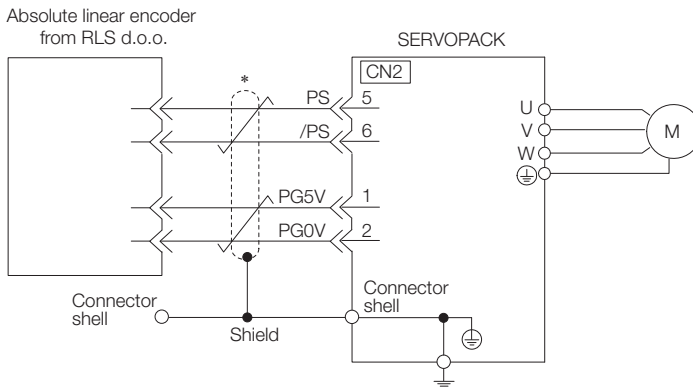 Absolute linear encoder
from RLS d.o.o.
SERVOPACK
*
CN2
PS 5
/PS 6
PG5V 1
PG0V 2
U
V
W
M
Connector
shell
Shield
Connector
shell